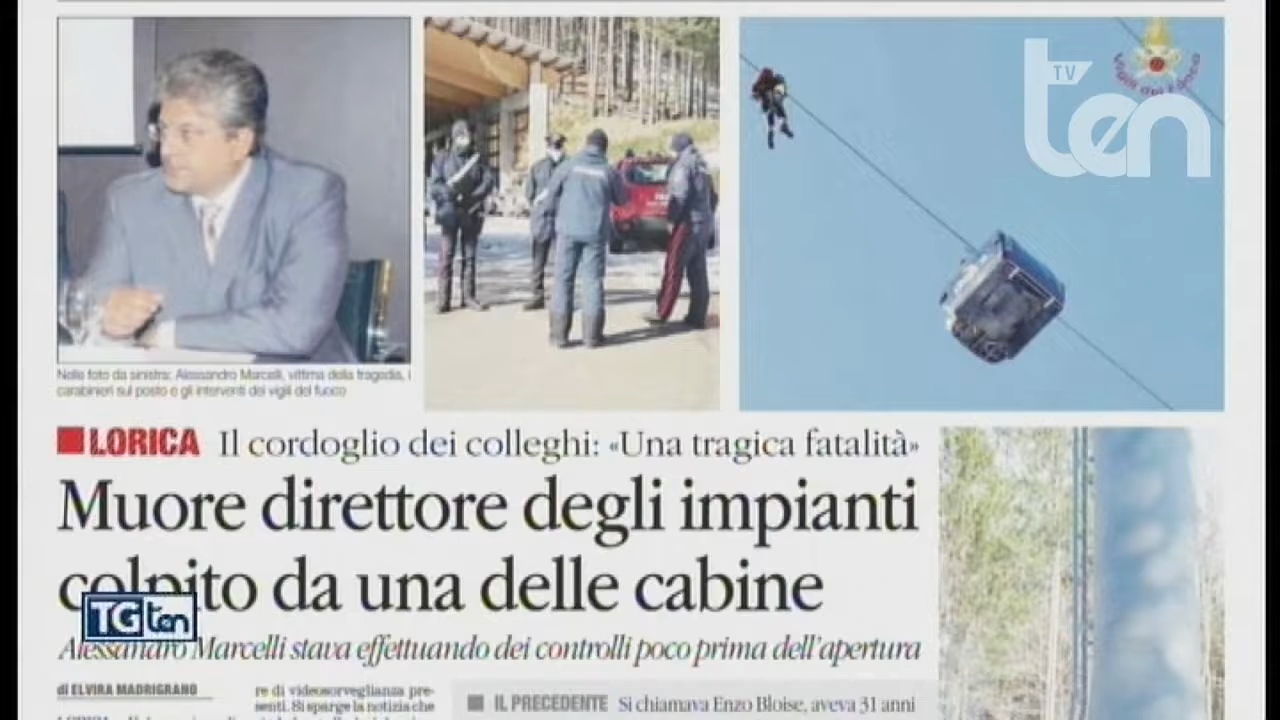 TV
ten
Vigili del Fuoco
Nelle foto da sinistra: Alessandro Marcelli, vittima della tragedia, i
carabinieri sul posto e gli interventi dei vigili del fuoco
LORICA Il cordoglio dei colleghi: «Una tragica fatalità»
Muore direttore degli impianti
colpito da una delle cabine
TG ten
Alessandro Marcelli stava effettuando dei controlli poco prima dell'apertura
di ELVIRA MADRIGRANO
re di videosorveglianza pre-
senti. Si sparge la notizia che
IL PRECEDENTE Si chiamava Enzo Bloise, aveva 31 anni